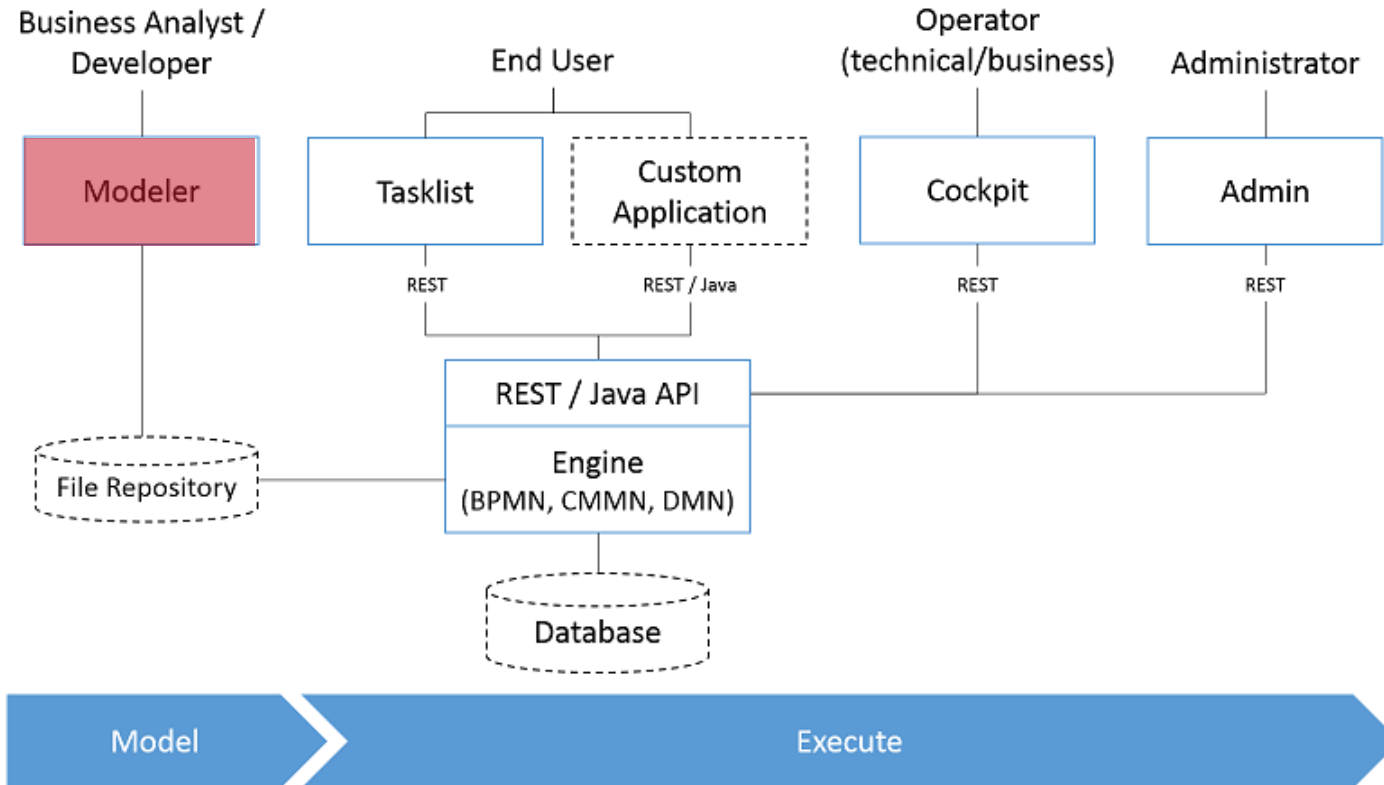 Business Analyst /
Developer
End User
Operator
(technical/business)
Administrator
Modeler
Tasklist
Custom
Application
Cockpit
Admin
REST
REST / Java
REST
REST
REST / Java API
Engine
(BPMN, CMMN, DMN)
File Repository
Database
Model
Execute